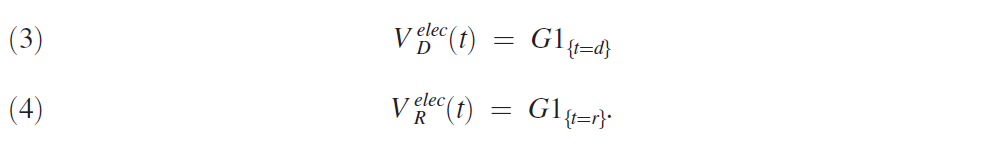 (3) V_D^{elec}(t) = G1_{\{t=d\}}
(4) V_R^{elec}(t) = G1_{\{t=r\}}.